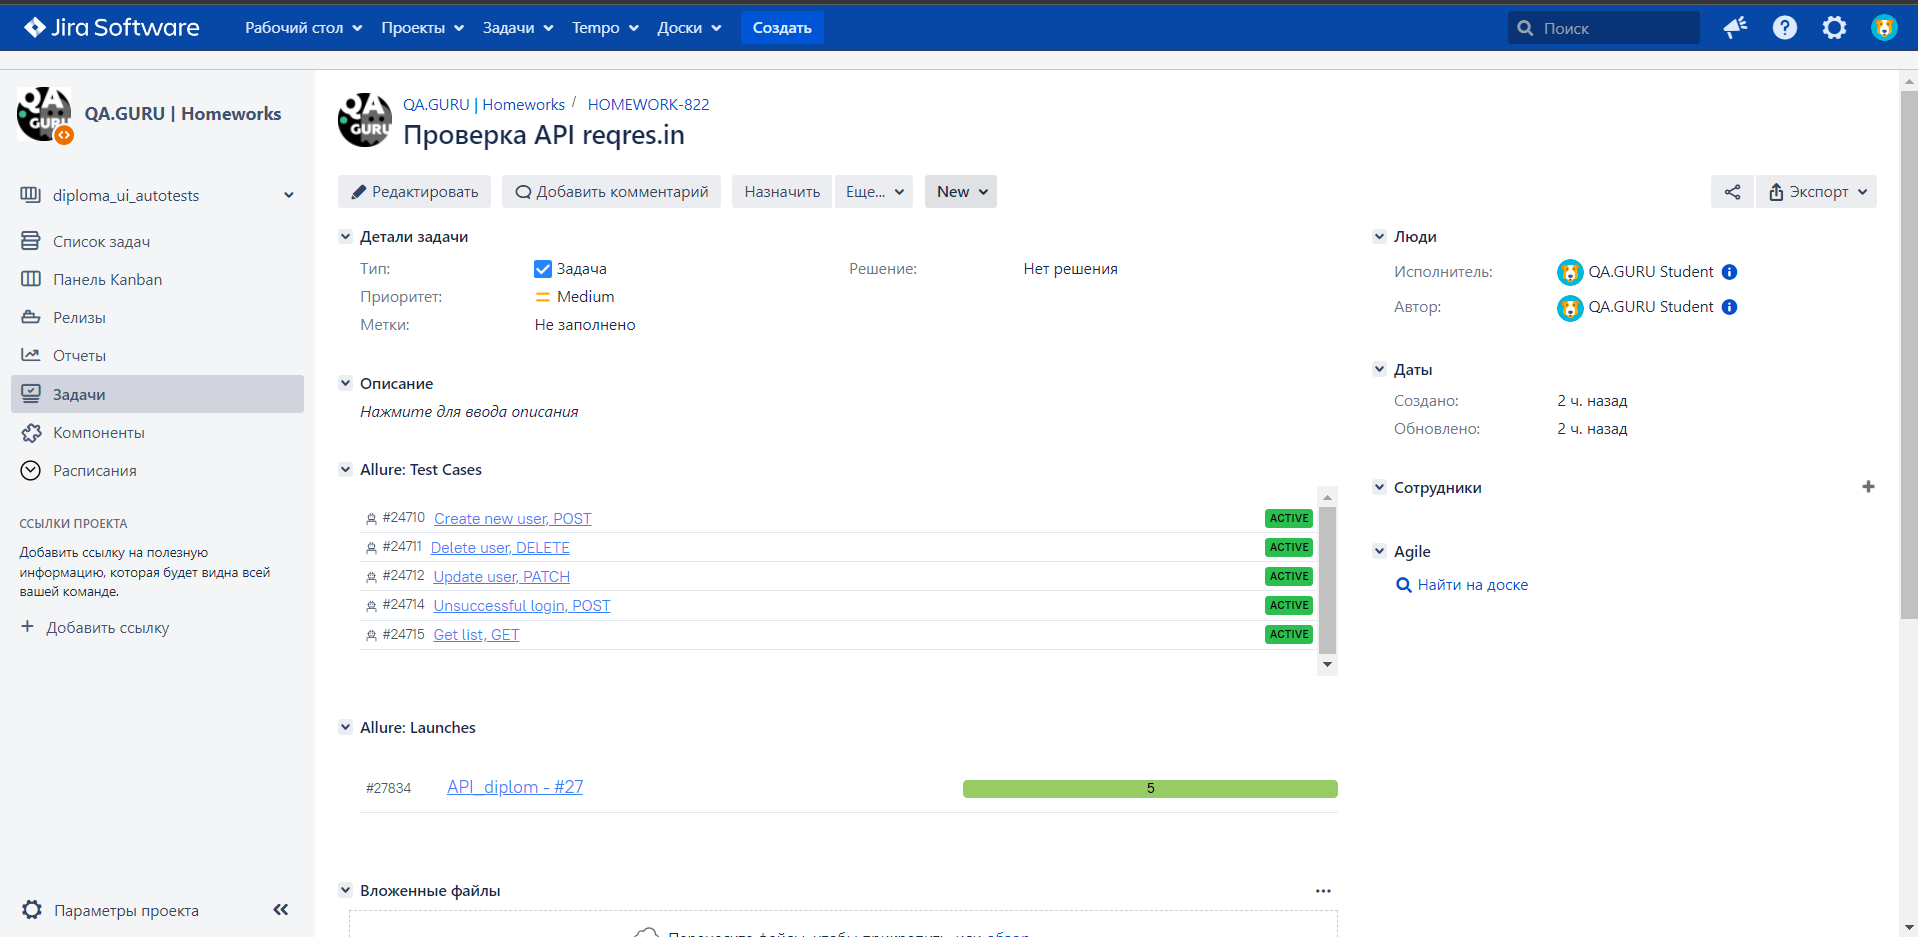 Jira Software
Рабочий стол
Проекты
Задачи
Tempo
Доски
Создать
Поиск
QA GURU
QA.GURU | Homeworks
diploma_ui_autotests
Список задач
Панель Kanban
Релизы
Отчеты
Задачи
Компоненты
Расписания
ССЫЛКИ ПРОЕКТА
Добавить ссылку на полезную
информацию, которая будет видна всей
вашей команде.
+ Добавить ссылку
Параметры проекта
QA GURU
QA.GURU | Homeworks / HOMEWORK-822
Проверка API reqres.in
Редактировать
Добавить комментарий
Назначить
Еще...
New
Экспорт
Детали задачи
Тип: Задача
Решение: Нет решения
Приоритет: Medium
Метки: Не заполнено
Описание
Нажмите для ввода описания
Allure: Test Cases
#24710 Create new user, POST ACTIVE
#24711 Delete user, DELETE ACTIVE
#24712 Update user, PATCH ACTIVE
#24714 Unsuccessful login, POST ACTIVE
#24715 Get list, GET ACTIVE
Allure: Launches
#27834 API_diplom - #27 5
Вложенные файлы
Люди
Исполнитель: QA.GURU Student
Автор: QA.GURU Student
Даты
Создано: 2 ч. назад
Обновлено: 2 ч. назад
Сотрудники
Agile
Найти на доске